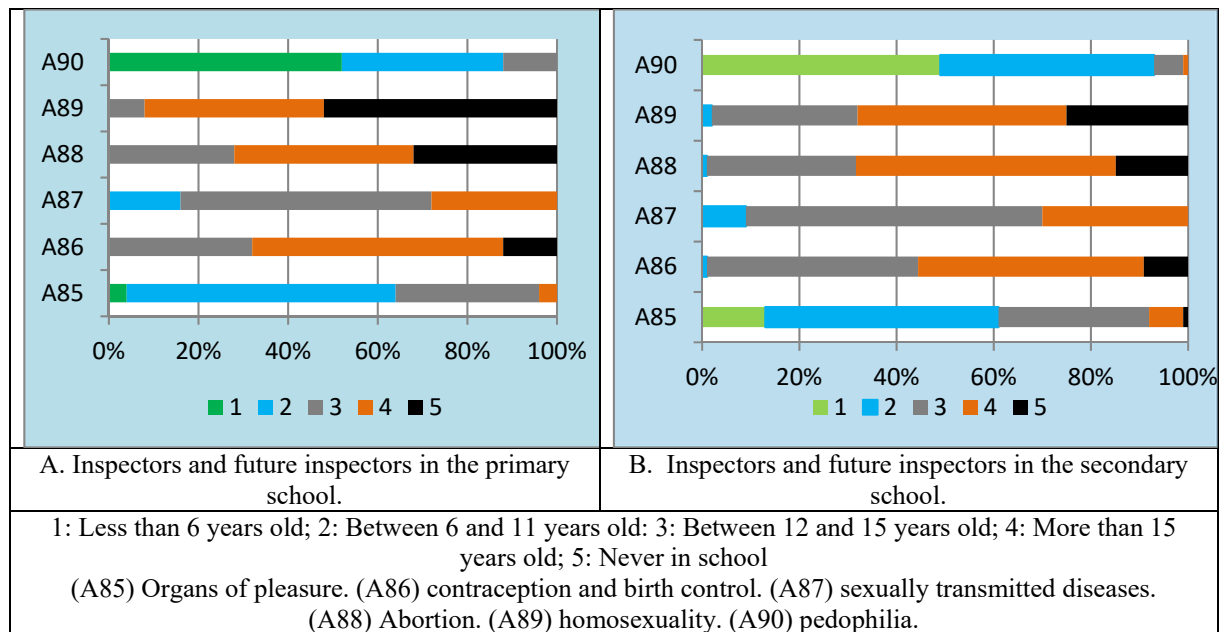 A90
A89
A88
A87
A86
A85
0% 20% 40% 60% 80% 100%
1 2 3 4 5
A90
A89
A88
A87
A86
A85
0% 20% 40% 60% 80% 100%
1 2 3 4 5
A. Inspectors and future inspectors in the primary
school.
B. Inspectors and future inspectors in the secondary
school.
1: Less than 6 years old; 2: Between 6 and 11 years old: 3: Between 12 and 15 years old; 4: More than 15
years old; 5: Never in school
(A85) Organs of pleasure. (A86) contraception and birth control. (A87) sexually transmitted diseases.
(A88) Abortion. (A89) homosexuality. (A90) pedophilia.